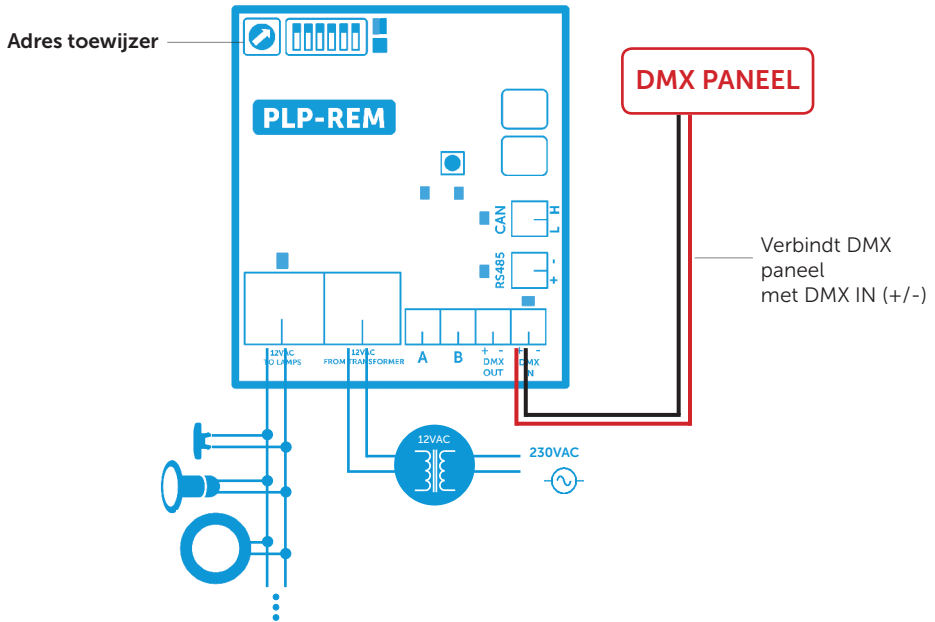 Adres toewijzer
PLP-REM
DMX PANEEL
CAN
H
L
RS485
-
+
Verbindt DMX
paneel
met DMX IN (+/-)
12VAC
TO LAMPS
12VAC
FROM TRANSFORMER
A
B
+ -
DMX
OUT
+ -
DMX
IN
12VAC
230VAC